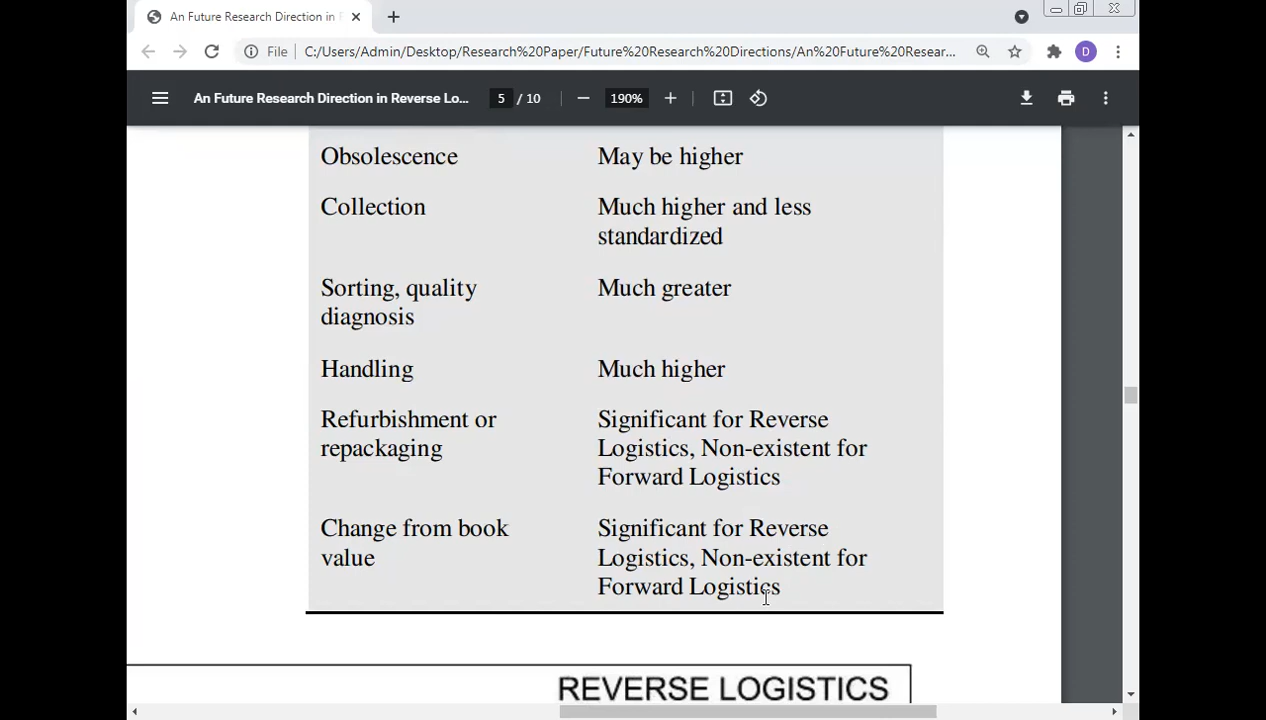 An Future Research Direction in
File C:/Users/Admin/Desktop/Research%20Paper/Future%20Research%20Directions/An%20Future%20Resear...
D
An Future Research Direction in Reverse Lo... 5 / 10 190%
Obsolescence May be higher
Collection Much higher and less
standardized
Sorting, quality Much greater
diagnosis
Handling Much higher
Refurbishment or Significant for Reverse
repackaging Logistics, Non-existent for
Forward Logistics
Change from book Significant for Reverse
value Logistics, Non-existent for
Forward Logistics
REVERSE LOGISTICS